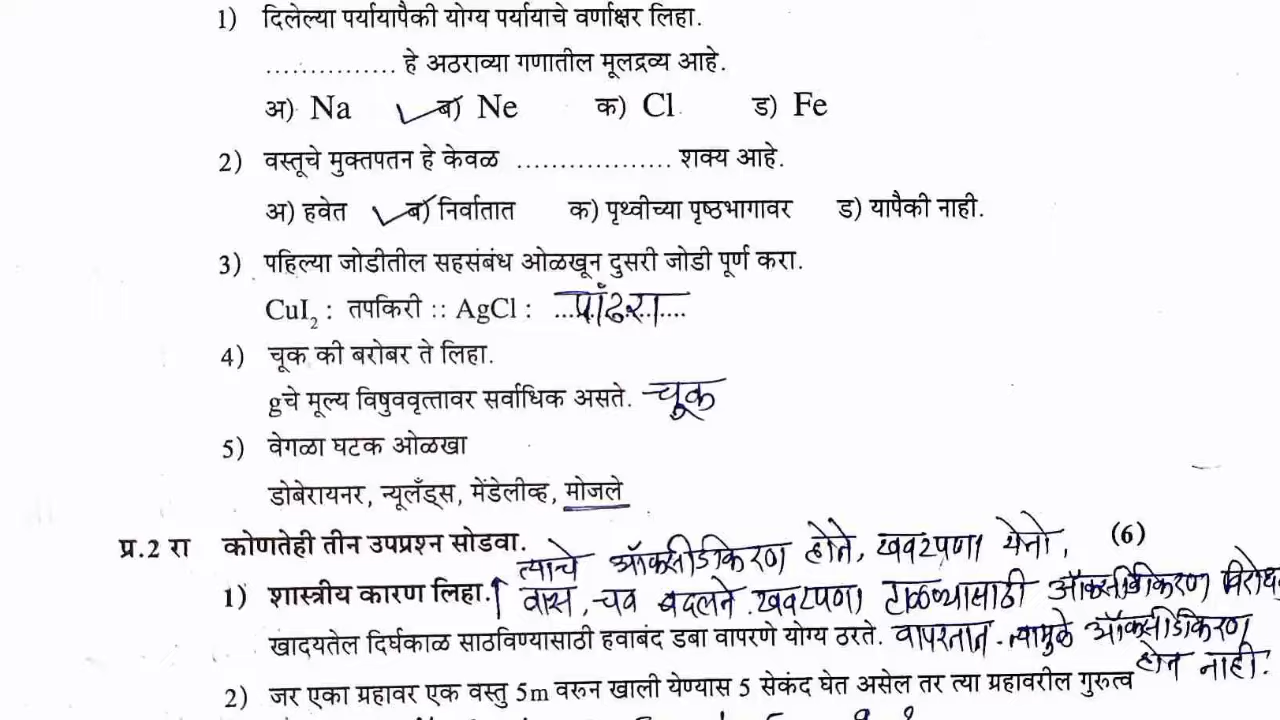 1) दिलेल्या पर्यायापैकी योग्य पर्यायाचे वर्णाक्षर लिहा.
............... हे अठराव्या गणातील मूलद्रव्य आहे.
अ) Na ब) Ne क) Cl ड) Fe
2) वस्तूचे मुक्तपतन हे केवळ .................. शक्य आहे.
अ) हवेत ब) निर्वातात क) पृथ्वीच्या पृष्ठभागावर ड) यापैकी नाही.
3) पहिल्या जोडीतील सहसंबंध ओळखून दुसरी जोडी पूर्ण करा.
CuI₂ : तपकिरी :: AgCl : ...पांढरा....
4) चूक की बरोबर ते लिहा.
gचे मूल्य विषुववृत्तावर सर्वाधिक असते. चूक
5) वेगळा घटक ओळखा
डोबेरायनर, न्यूलँड्स, मेंडेलीव्ह, मोजले
प्र.2 रा कोणतेही तीन उपप्रश्न सोडवा. (6)
त्याचे ऑक्सीडीकरण होते, खवटपणा येतो,
1) शास्त्रीय कारण लिहा. वास, चव बदलते. खवटपणा टाळण्यासाठी ऑक्सीडीकरण विरोध
खादयतेल दिर्घकाळ साठविण्यासाठी हवाबंद डबा वापरणे योग्य ठरते. वापरतात. त्यामुळे ऑक्सीडीकरण
होत नाही.
2) जर एका ग्रहावर एक वस्तू 5m वरून खाली येण्यास 5 सेकंद घेत असेल तर त्या ग्रहावरील गुरुत्व